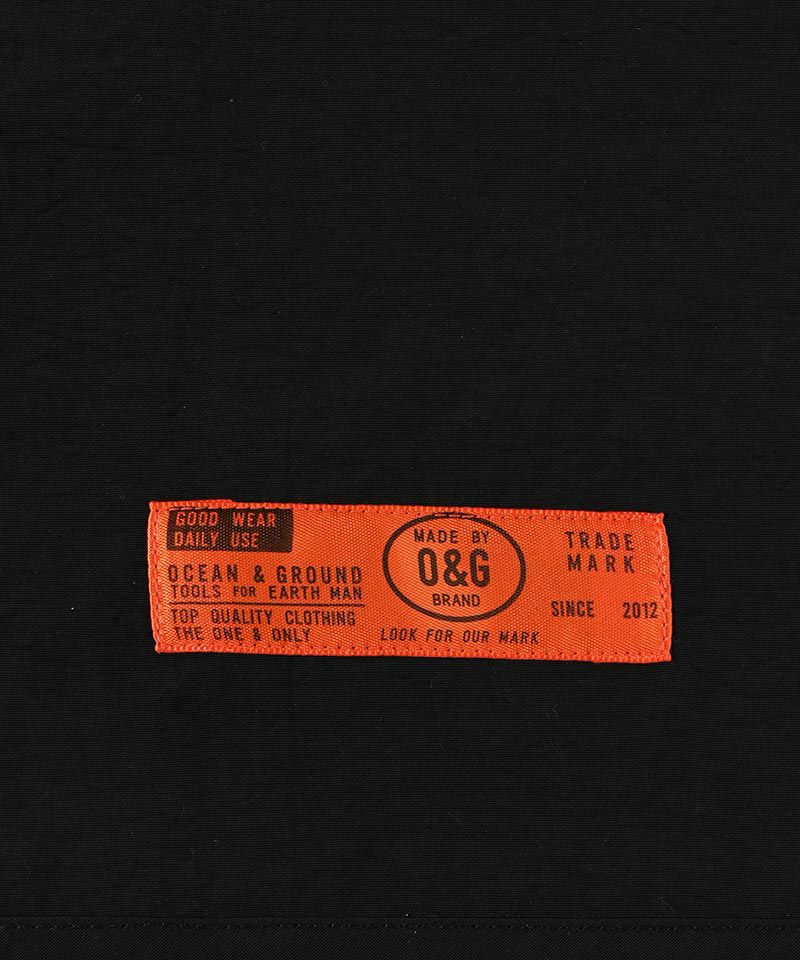 GOOD WEAR
DAILY USE
OCEAN & GROUND
TOOLS FOR EARTH MAN
TOP QUALITY CLOTHING
THE ONE & ONLY
MADE BY
O&G
BRAND
LOOK FOR OUR MARK
TRADE
MARK
SINCE 2012